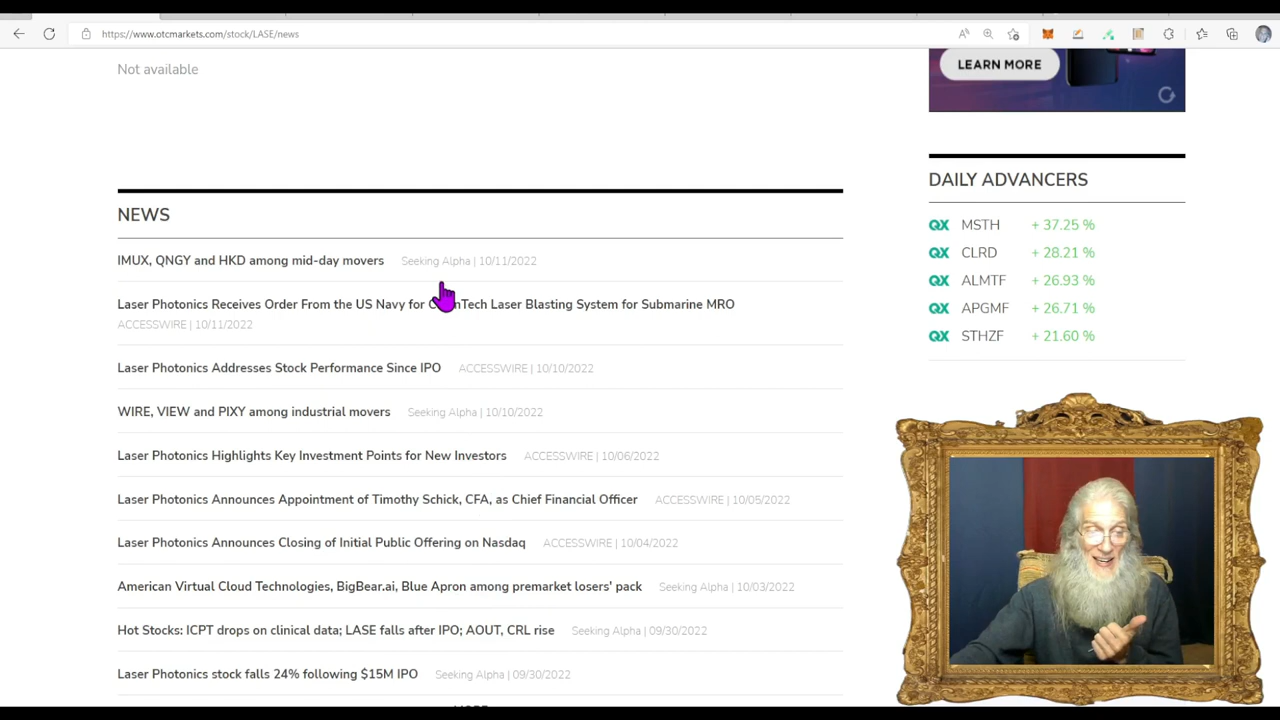 https://www.otcmarkets.com/stock/LASE/news
Not available
LEARN MORE
NEWS
IMUX, QNGY and HKD among mid-day movers Seeking Alpha | 10/11/2022
Laser Photonics Receives Order From the US Navy for Tech Laser Blasting System for Submarine MRO
ACCESSWIRE | 10/11/2022
Laser Photonics Addresses Stock Performance Since IPO ACCESSWIRE | 10/10/2022
WIRE, VIEW and PIXY among industrial movers Seeking Alpha | 10/10/2022
Laser Photonics Highlights Key Investment Points for New Investors ACCESSWIRE | 10/06/2022
Laser Photonics Announces Appointment of Timothy Schick, CFA, as Chief Financial Officer ACCESSWIRE | 10/05/2022
Laser Photonics Announces Closing of Initial Public Offering on Nasdaq ACCESSWIRE | 10/04/2022
American Virtual Cloud Technologies, BigBear.ai, Blue Apron among premarket losers' pack Seeking Alpha | 10/03/2022
Hot Stocks: ICPT drops on clinical data; LASE falls after IPO; AOUT, CRL rise Seeking Alpha | 09/30/2022
Laser Photonics stock falls 24% following $15M IPO Seeking Alpha | 09/30/2022
DAILY ADVANCERS
QX MSTH + 37.25 %
QX CLRD + 28.21 %
QX ALMTF + 26.93 %
QX APGMF + 26.71 %
QX STHZF + 21.60 %